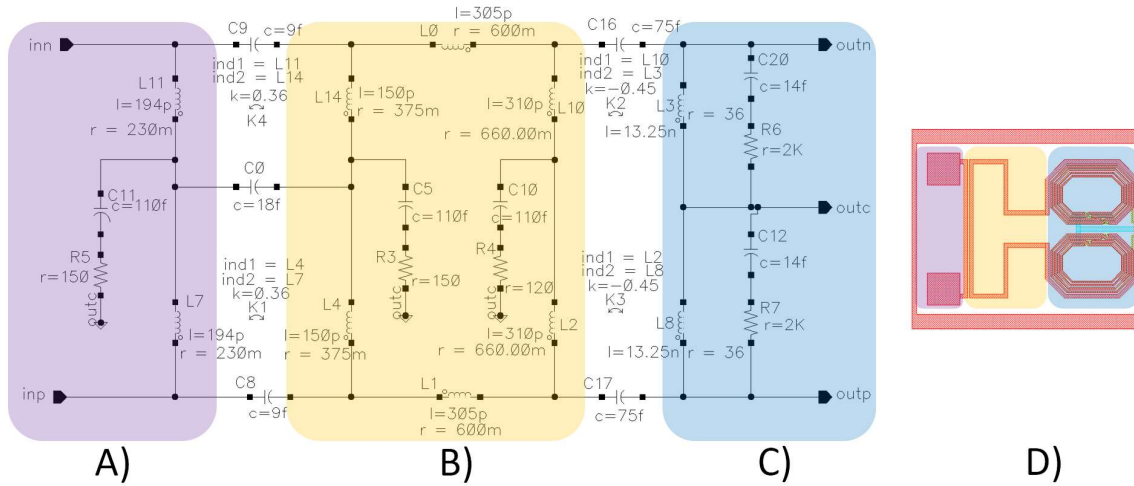 C9
c=9f
l=305p
L0
r = 600m
C16
c=75f
inn
outn
ind1 = L11
ind2 = L14
k=0.36
K4
ind1 = L10
ind2 = L3
k=-0.45
K2
C20
c=14f
L11
l=194p
r = 230m
L14
l=150p
r = 375m
L10
l=310p
r = 660.00m
L3
r = 36
l=13.25n
R6
r=2K
C11
c=110f
C0
c=18f
C5
c=110f
C10
c=110f
outc
R5
r=150
outc
ind1 = L4
ind2 = L7
k=0.36
K1
R3
r=150
R4
r=120
ind1 = L2
ind2 = L8
k=-0.45
K3
C12
c=14f
L7
l=194p
r = 230m
L4
l=150p
r = 375m
outc
outc
L2
l=310p
r = 660.00m
L8
l=13.25n
r = 36
R7
r=2K
inp
C8
c=9f
L1
l=305p
r = 600m
C17
c=75f
outp
A)
B)
C)
D)